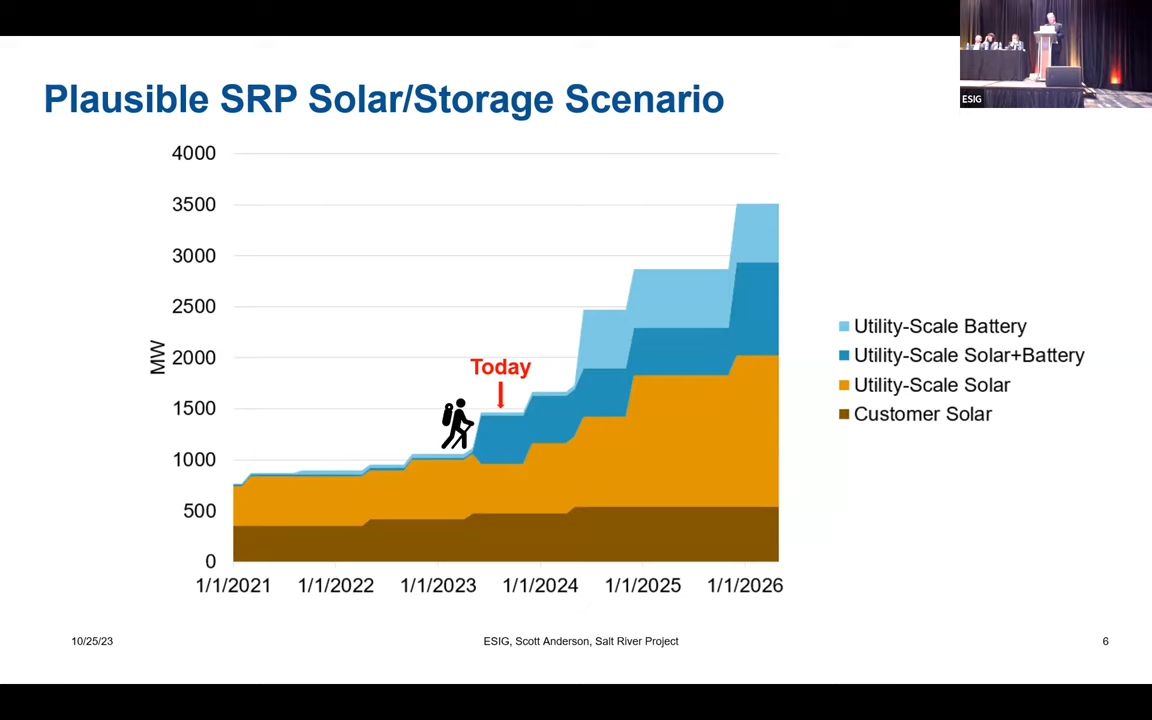 Plausible SRP Solar/Storage Scenario
ESIG
4000
3500
3000
2500
2000
1500
1000
500
0
MW
Today
1/1/2021 1/1/2022 1/1/2023 1/1/2024 1/1/2025 1/1/2026
Utility-Scale Battery
Utility-Scale Solar+Battery
Utility-Scale Solar
Customer Solar
10/25/23 ESIG, Scott Anderson, Salt River Project 6